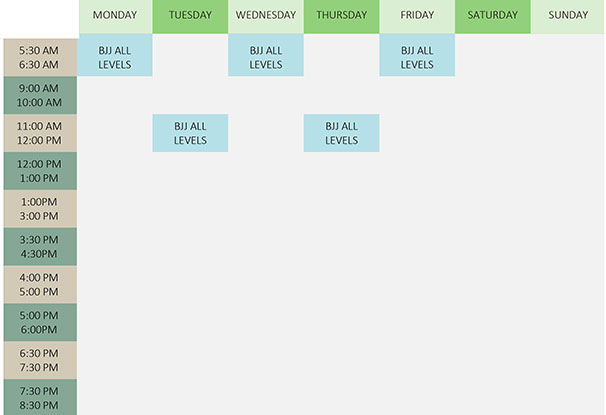 MONDAY TUESDAY WEDNESDAY THURSDAY FRIDAY SATURDAY SUNDAY
5:30 AM BJJ ALL BJJ ALL BJJ ALL
6:30 AM LEVELS LEVELS LEVELS
9:00 AM
10:00 AM
11:00 AM BJJ ALL BJJ ALL
12:00 PM LEVELS LEVELS
12:00 PM
1:00 PM
1:00PM
3:00 PM
3:30 PM
4:30PM
4:00 PM
5:00 PM
5:00 PM
6:00PM
6:30 PM
7:30 PM
7:30 PM
8:30 PM